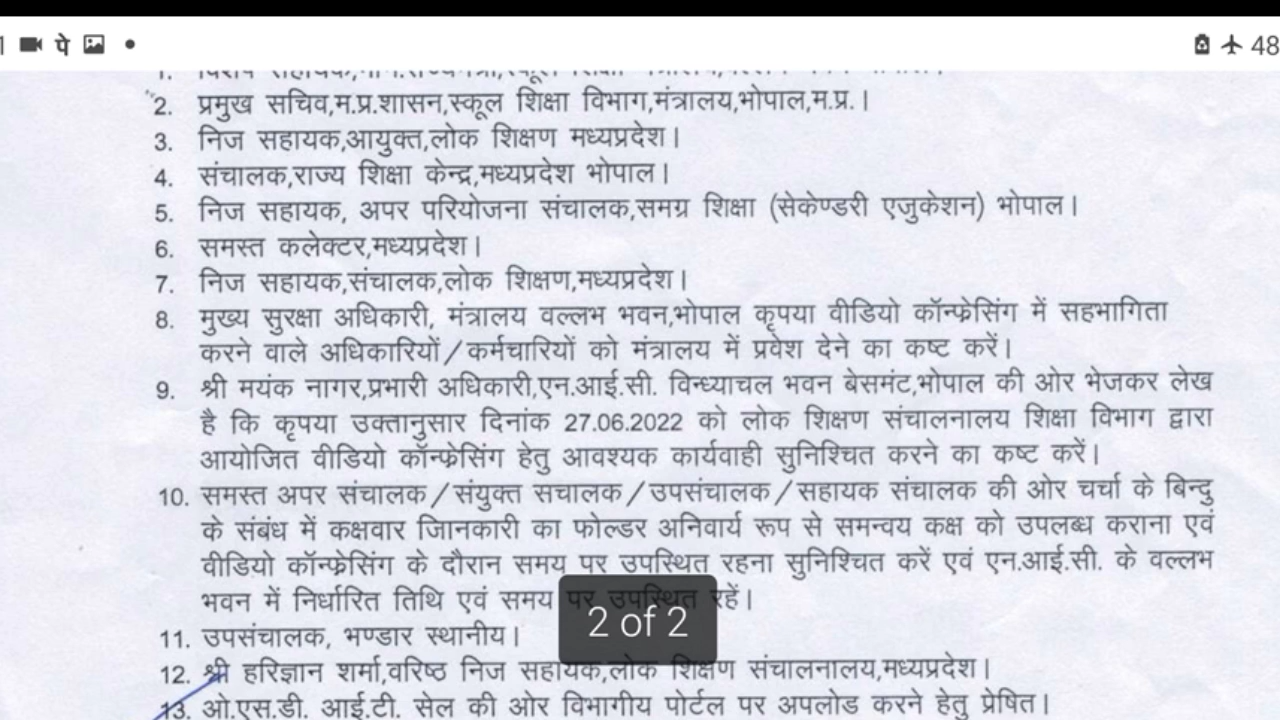 48
2. प्रमुख सचिव,म.प्र.शासन,स्कूल शिक्षा विभाग,मंत्रालय,भोपाल,म.प्र.।
3. निज सहायक,आयुक्त,लोक शिक्षण मध्यप्रदेश।
4. संचालक,राज्य शिक्षा केन्द्र,मध्यप्रदेश भोपाल।
5. निज सहायक, अपर परियोजना संचालक,समग्र शिक्षा (सेकेण्डरी एजुकेशन) भोपाल।
6. समस्त कलेक्टर,मध्यप्रदेश।
7. निज सहायक,संचालक,लोक शिक्षण,मध्यप्रदेश।
8. मुख्य सुरक्षा अधिकारी, मंत्रालय वल्लभ भवन,भोपाल कृपया वीडियो कॉन्फ्रेसिंग में सहभागिता
करने वाले अधिकारियों/कर्मचारियों को मंत्रालय में प्रवेश देने का कष्ट करें।
9. श्री मयंक नागर,प्रभारी अधिकारी,एन.आई.सी. विन्ध्याचल भवन बेसमंट,भोपाल की ओर भेजकर लेख
है कि कृपया उक्तानुसार दिनांक 27.06.2022 को लोक शिक्षण संचालनालय शिक्षा विभाग द्वारा
आयोजित वीडियो कॉन्फ्रेसिंग हेतु आवश्यक कार्यवाही सुनिश्चित करने का कष्ट करें।
10. समस्त अपर संचालक/संयुक्त सचालक/उपसंचालक/सहायक संचालक की ओर चर्चा के बिन्दु
के संबंध में कक्षवार जािनकारी का फोल्डर अनिवार्य रूप से समन्वय कक्ष को उपलब्ध कराना एवं
वीडियो कॉन्फ्रेसिंग के दौरान समय पर उपस्थित रहना सुनिश्चित करें एवं एन.आई.सी. के वल्लभ
भवन में निर्धारित तिथि एवं समय पर उपस्थित रहें।
2 of 2
11. उपसंचालक, भण्डार स्थानीय।
12. श्री हरिज्ञान शर्मा,वरिष्ठ निज सहायक,लोक शिक्षण संचालनालय,मध्यप्रदेश।
13. ओ.एस.डी. आई.टी. सेल की ओर विभागीय पोर्टल पर अपलोड करने हेतु प्रेषित।